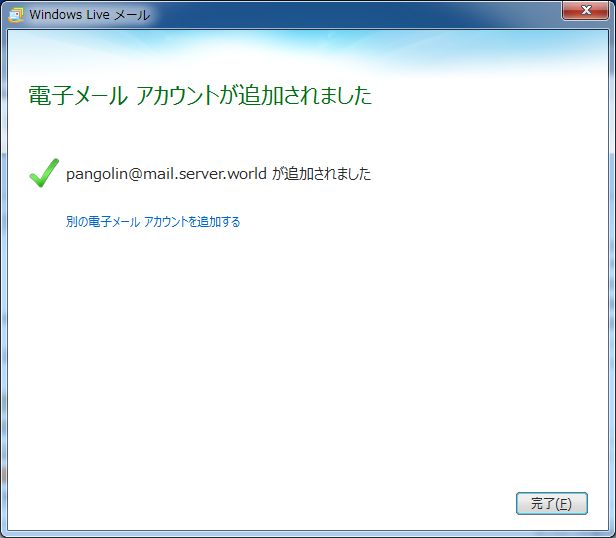 Windows Live メール
電子メール アカウントが追加されました
pangolin@mail.server.world が追加されました
別の電子メール アカウントを追加する
完了(F)